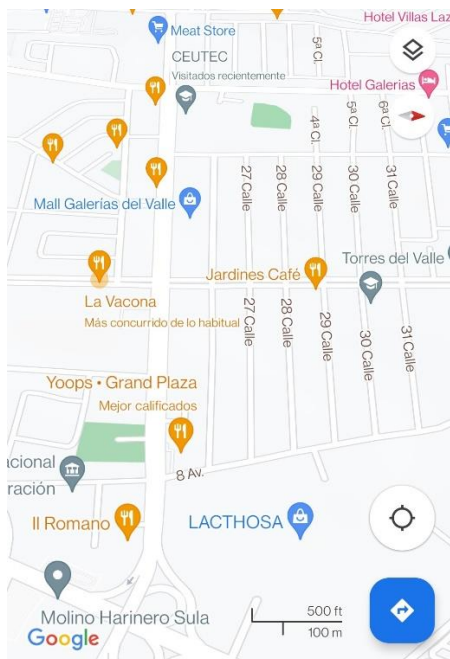 Hotel Villas Laz
Meat Store
CEUTEC
Visitados recientemente
5ª Cl.
Hotel Galerias
4ª Cl.
5ª Cl.
6ª Cl.
Mall Galerías del Valle
27 Calle
28 Calle
29 Calle
30 Calle
31 Calle
Torres del Valle
Jardines Café
La Vacona
Más concurrido de lo habitual
27 Calle
28 Calle
29 Calle
30 Calle
31 Calle
Yoops • Grand Plaza
Mejor calificados
8 Av.
acional
ración
Il Romano
LACTHOSA
500 ft
100 m
Molino Harinero Sula
Google